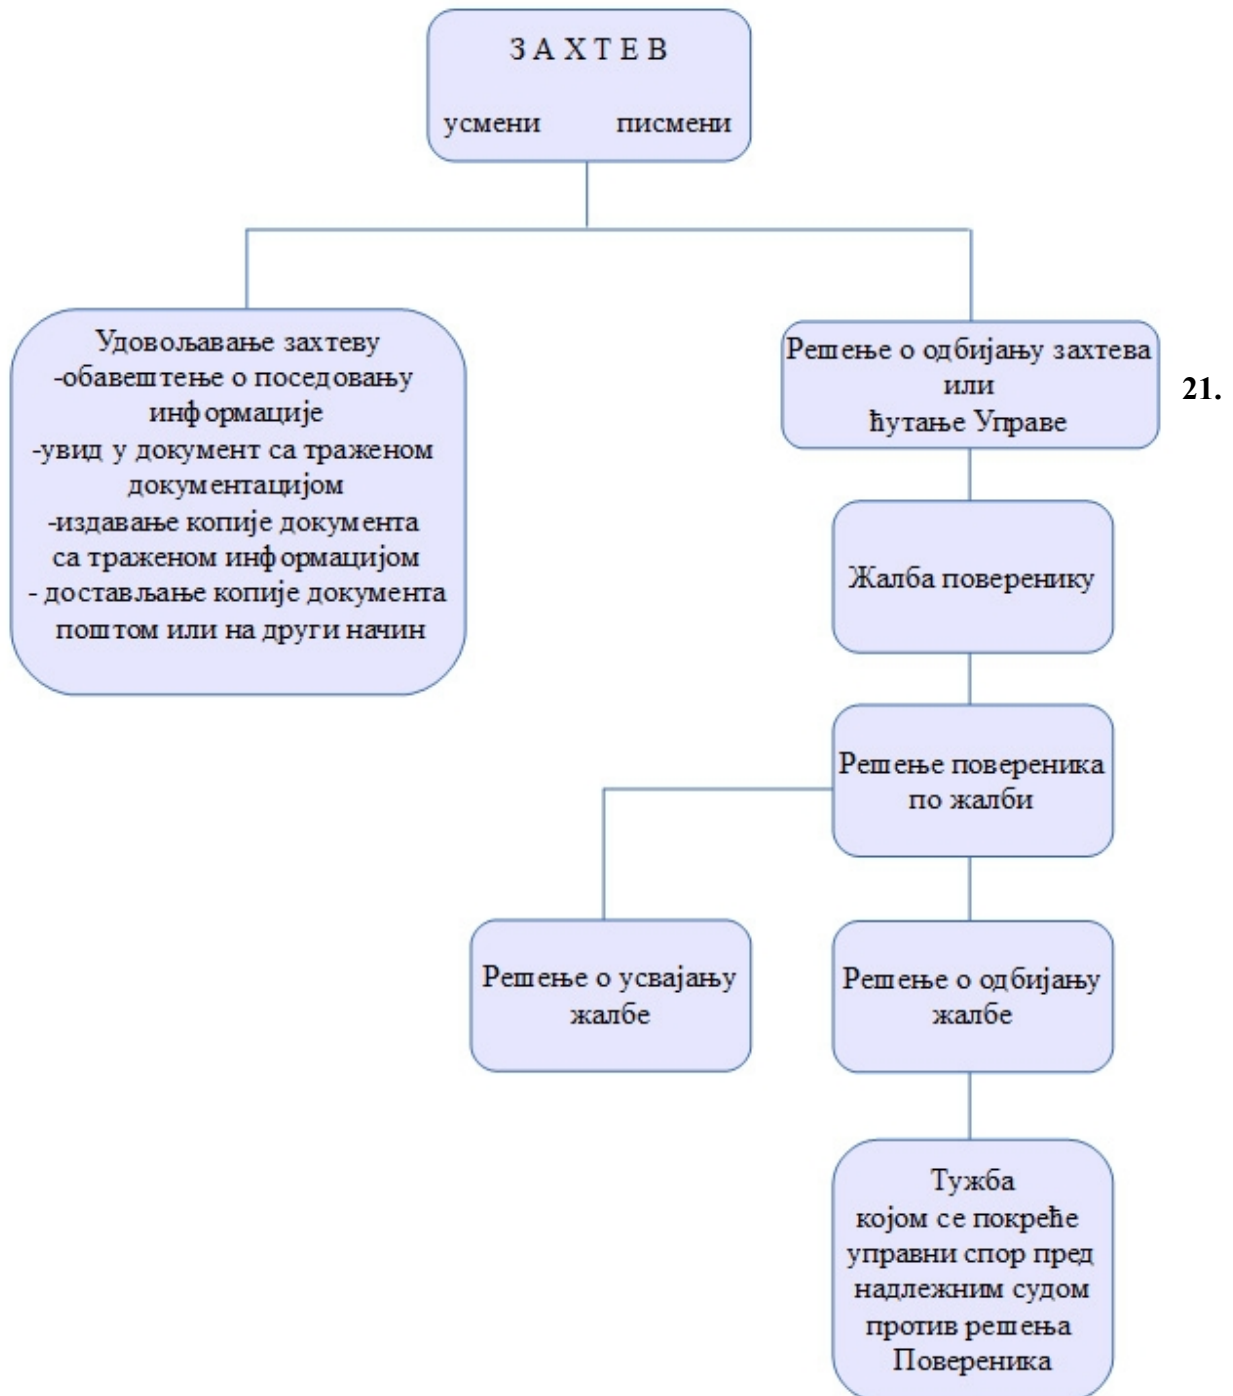 З А Х Т Е В
усмени писмени
Удовољавање захтеву
-обавештење о поседовању
информације
-увид у документ са траженом
документацијом
-издавање копије документа
са траженом информацијом
- достављање копије документа
поштом или на други начин
Решење о одбијању захтева
или
ћутање Управе
21.
Жалба поверенику
Решење повереника
по жалби
Решење о усвајању
жалбе
Решење о одбијању
жалбе
Тужба
којом се покреће
управни спор пред
надлежним судом
против решења
Повереника